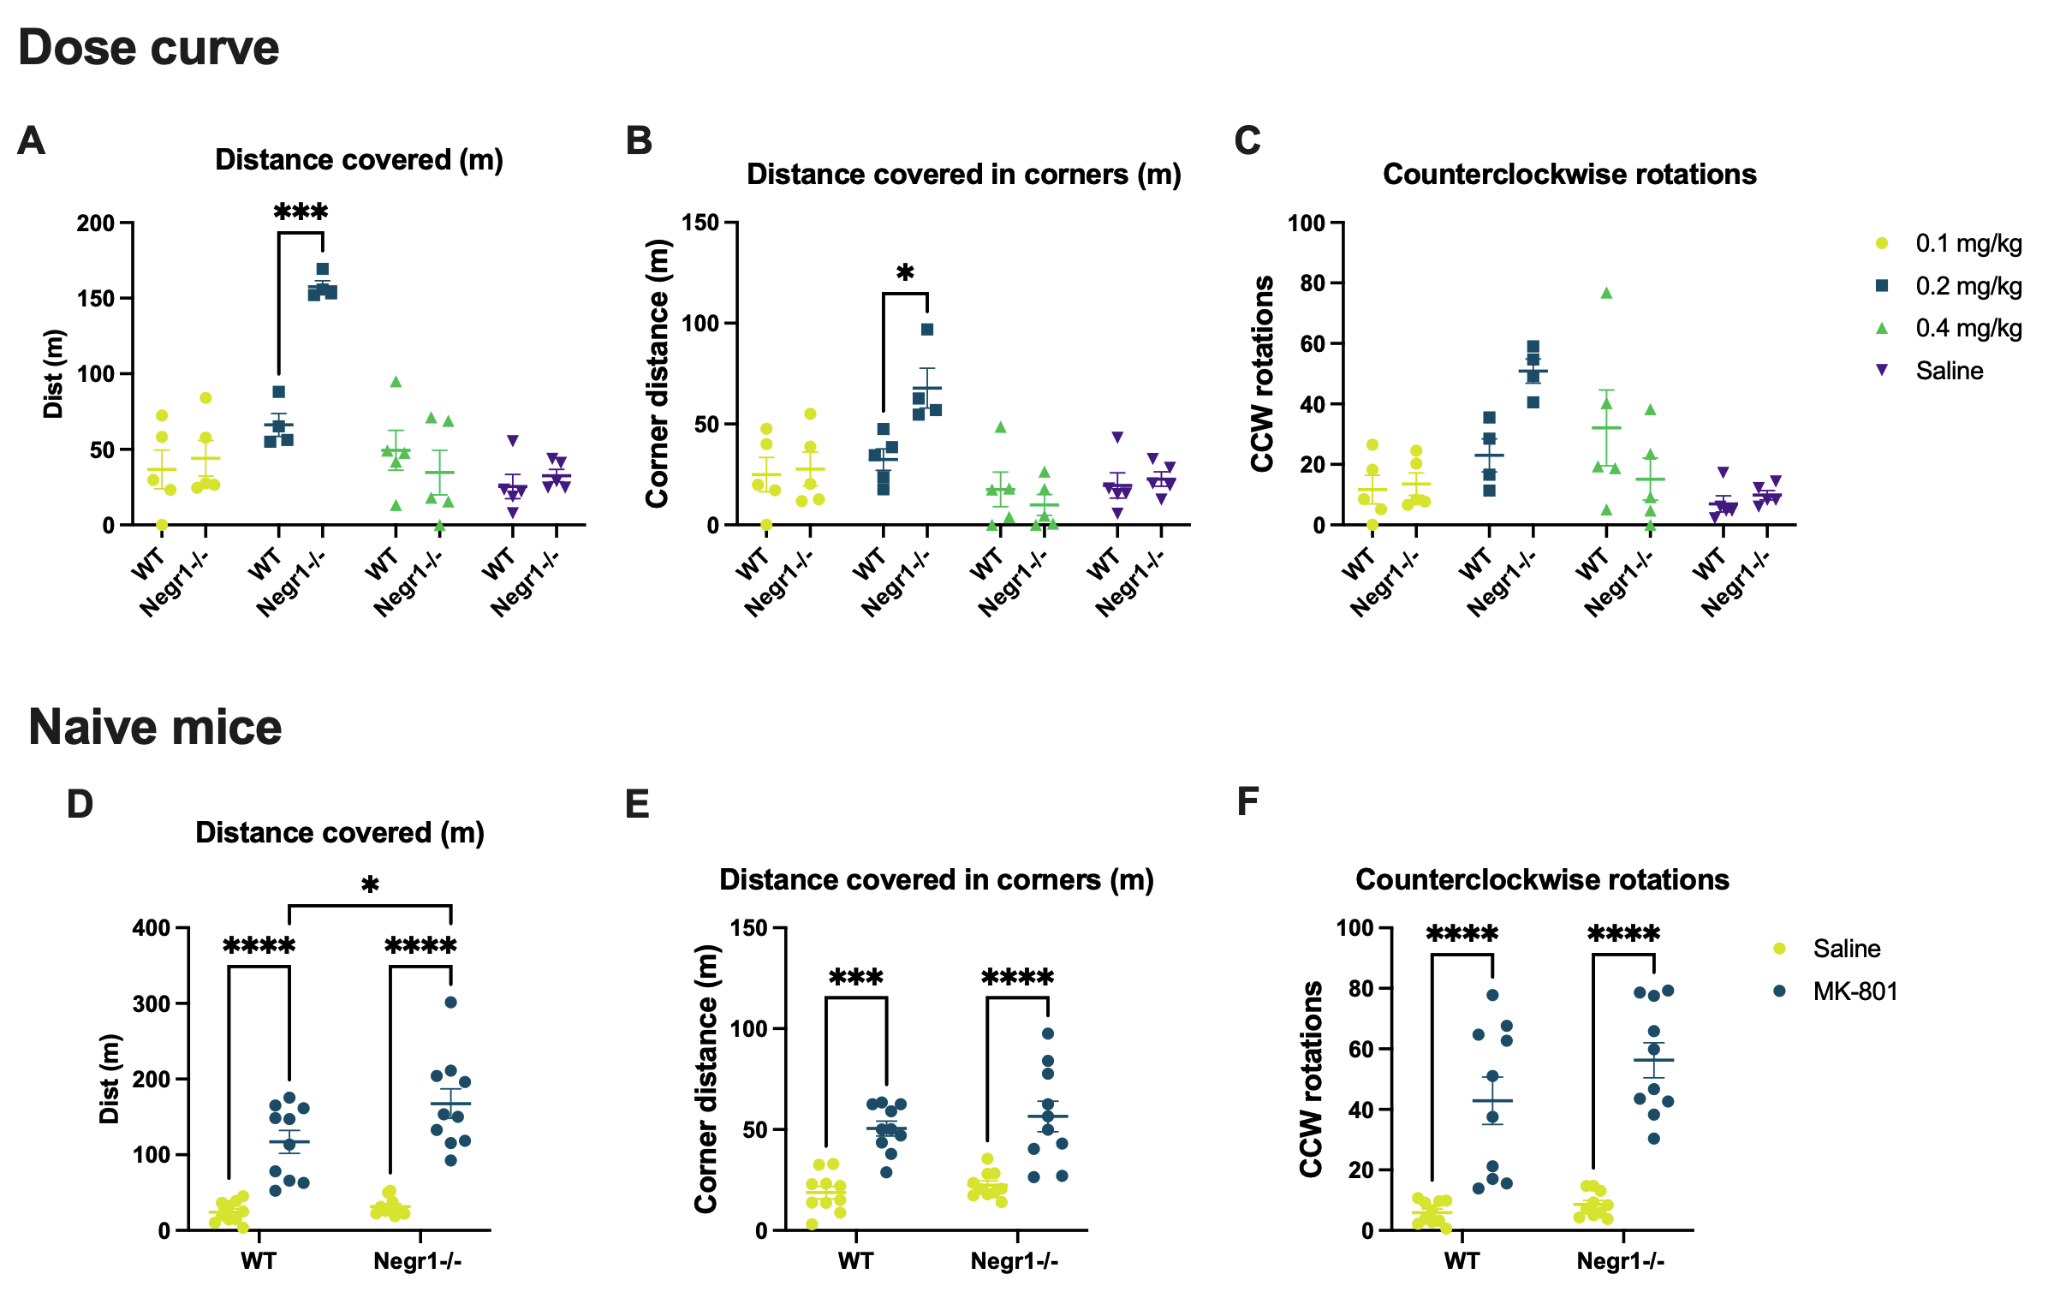 Dose curve
A
Distance covered (m)
***
Dist (m)
200
150
100
50
0
WT
Negr1-/-
WT
Negr1-/-
WT
Negr1-/-
WT
Negr1-/-
B
Distance covered in corners (m)
*
Corner distance (m)
150
100
50
0
WT
Negr1-/-
WT
Negr1-/-
WT
Negr1-/-
WT
Negr1-/-
C
Counterclockwise rotations
CCW rotations
100
80
60
40
20
0
WT
Negr1-/-
WT
Negr1-/-
WT
Negr1-/-
WT
Negr1-/-
0.1 mg/kg
0.2 mg/kg
0.4 mg/kg
Saline
Naive mice
D
Distance covered (m)
*
**** ****
Dist (m)
400
300
200
100
0
WT Negr1-/-
E
Distance covered in corners (m)
*** ****
Corner distance (m)
150
100
50
0
WT Negr1-/-
F
Counterclockwise rotations
**** ****
CCW rotations
100
80
60
40
20
0
WT Negr1-/-
Saline
MK-801